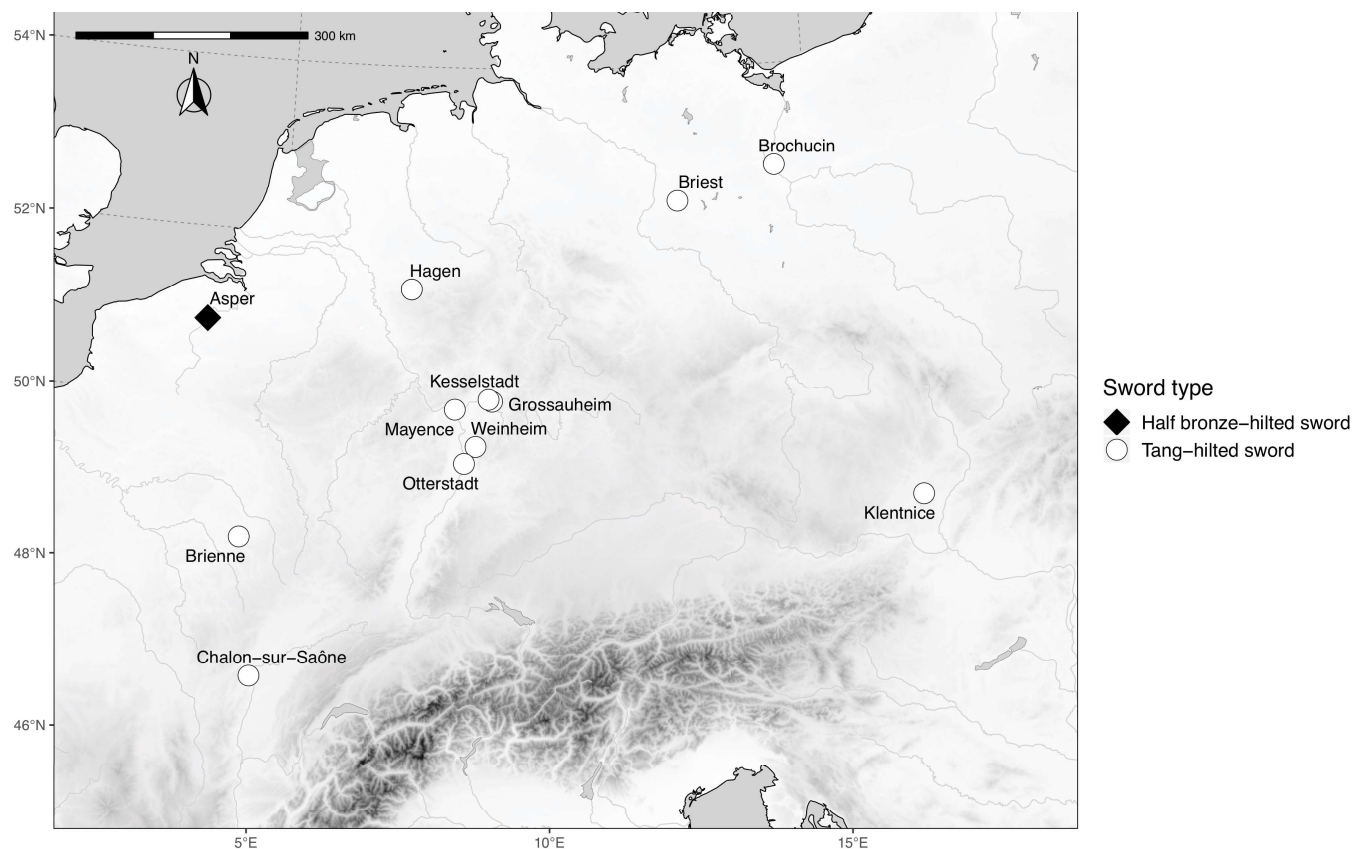 54°N
300 km
N
Brochucin
Briest
52°N
Hagen
Asper
50°N
Kesselstadt
Grossauheim
Mayence
Weinheim
Otterstadt
Klentnice
48°N
Brienne
Chalon−sur−Saône
46°N
5°E
10°E
15°E
Sword type
Half bronze−hilted sword
Tang−hilted sword